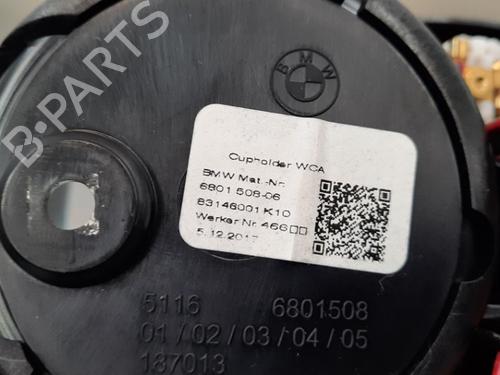 BMW
Cupholder WCA
BMW Mat.-Nr.
6801 508-06
83146001 K10
Werker Nr. 466
5.12.2017
5116 6801508
01/02/03/04/05
187013
B-PARTS